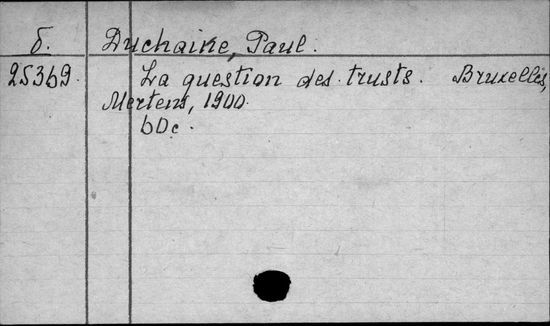 б. Duchaine, Paul.
25369. La question des trusts. Bruxelles,
Mertens, 1900.
60 c.